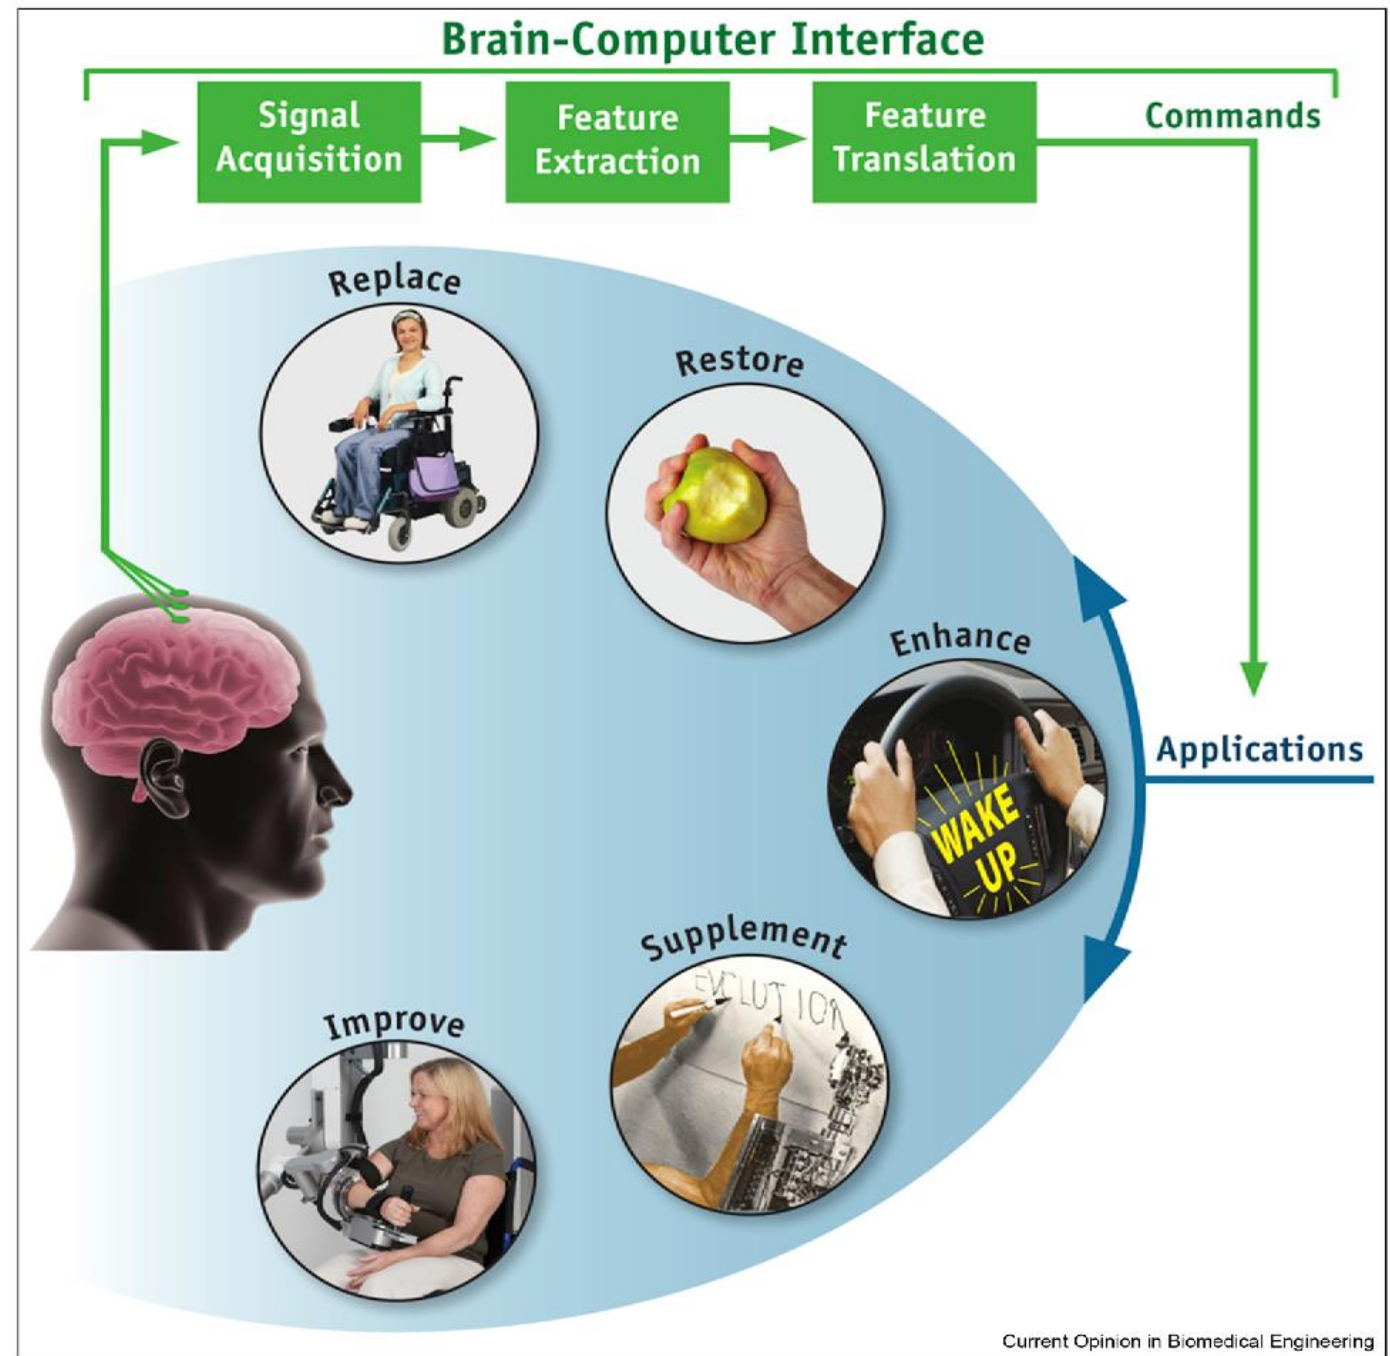 Brain-Computer Interface
Signal
Acquisition
Feature
Extraction
Feature
Translation
Commands
Replace
Restore
Enhance
WAKE
UP
Applications
Supplement
EVOLUTION
Improve
Current Opinion in Biomedical Engineering